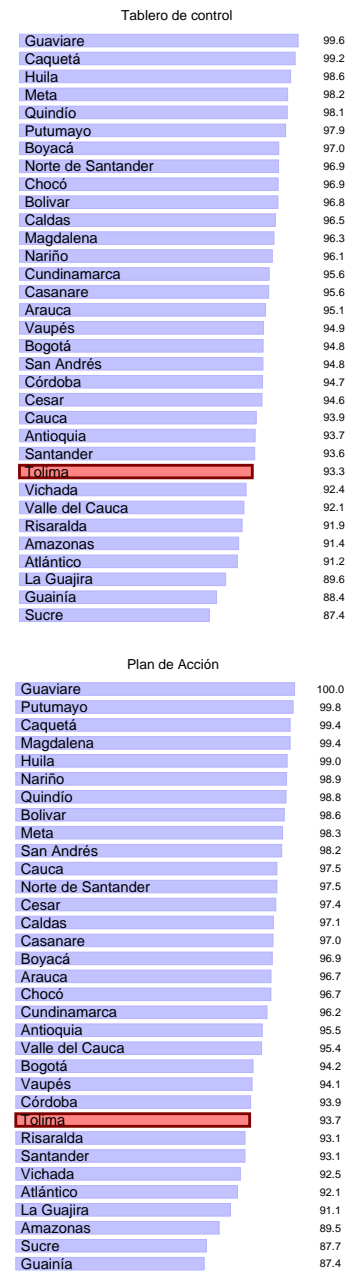 Tablero de control
Guaviare 99.6
Caquetá 99.2
Huila 98.6
Meta 98.2
Quindío 98.1
Putumayo 97.9
Boyacá 97.0
Norte de Santander 96.9
Chocó 96.9
Bolivar 96.8
Caldas 96.5
Magdalena 96.3
Nariño 96.1
Cundinamarca 95.6
Casanare 95.6
Arauca 95.1
Vaupés 94.9
Bogotá 94.8
San Andrés 94.8
Córdoba 94.7
Cesar 94.6
Cauca 93.9
Antioquia 93.7
Santander 93.6
Tolima 93.3
Vichada 92.4
Valle del Cauca 92.1
Risaralda 91.9
Amazonas 91.4
Atlántico 91.2
La Guajira 89.6
Guainía 88.4
Sucre 87.4
Plan de Acción
Guaviare 100.0
Putumayo 99.8
Caquetá 99.4
Magdalena 99.4
Huila 99.0
Nariño 98.9
Quindío 98.8
Bolivar 98.6
Meta 98.3
San Andrés 98.2
Cauca 97.5
Norte de Santander 97.5
Cesar 97.4
Caldas 97.1
Casanare 97.0
Boyacá 96.9
Arauca 96.7
Chocó 96.7
Cundinamarca 96.2
Antioquia 95.5
Valle del Cauca 95.4
Bogotá 94.2
Vaupés 94.1
Córdoba 93.9
Tolima 93.7
Risaralda 93.1
Santander 93.1
Vichada 92.5
Atlántico 92.1
La Guajira 91.1
Amazonas 89.5
Sucre 87.7
Guainía 87.4